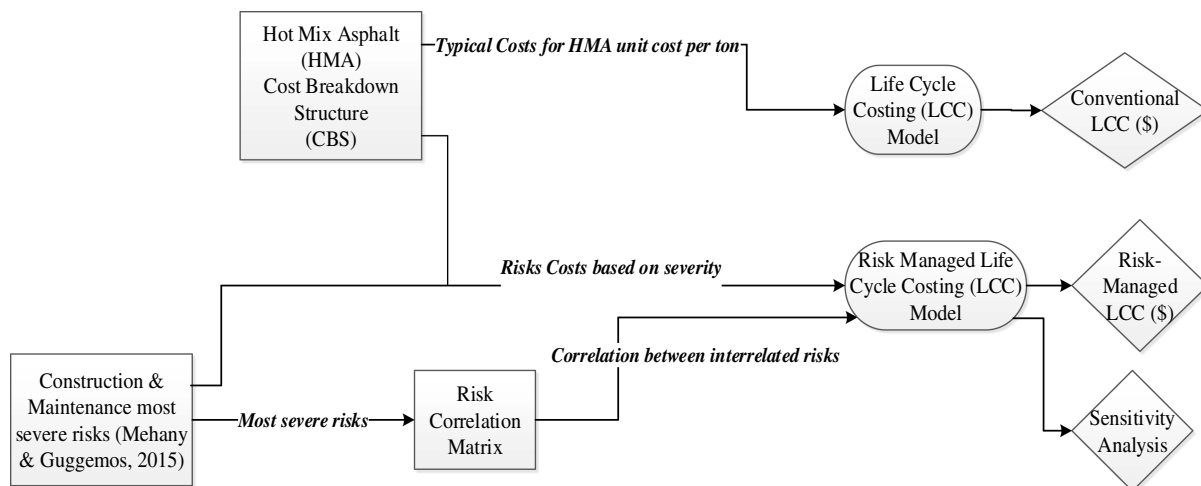 Hot Mix Asphalt
(HMA)
Cost Breakdown
Structure
(CBS)
Typical Costs for HMA unit cost per ton
Life Cycle
Costing (LCC)
Model
Conventional
LCC ($)
Risks Costs based on severity
Risk Managed Life
Cycle Costing (LCC)
Model
Risk-
Managed
LCC ($)
Correlation between interrelated risks
Construction &
Maintenance most
severe risks (Mehany
& Guggemos, 2015)
Most severe risks
Risk
Correlation
Matrix
Sensitivity
Analysis